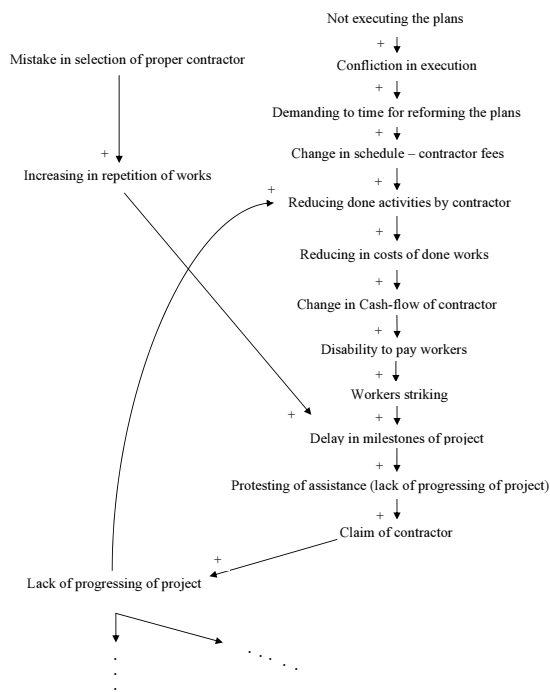 Not executing the plans
+
Mistake in selection of proper contractor
Confliction in execution
+
Demanding to time for reforming the plans
+
+
Change in schedule – contractor fees
Increasing in repetition of works
+
+
Reducing done activities by contractor
+
Reducing in costs of done works
+
Change in Cash-flow of contractor
+
Disability to pay workers
+
Workers striking
+
+
Delay in milestones of project
+
Protesting of assistance (lack of progressing of project)
+
Claim of contractor
+
Lack of progressing of project